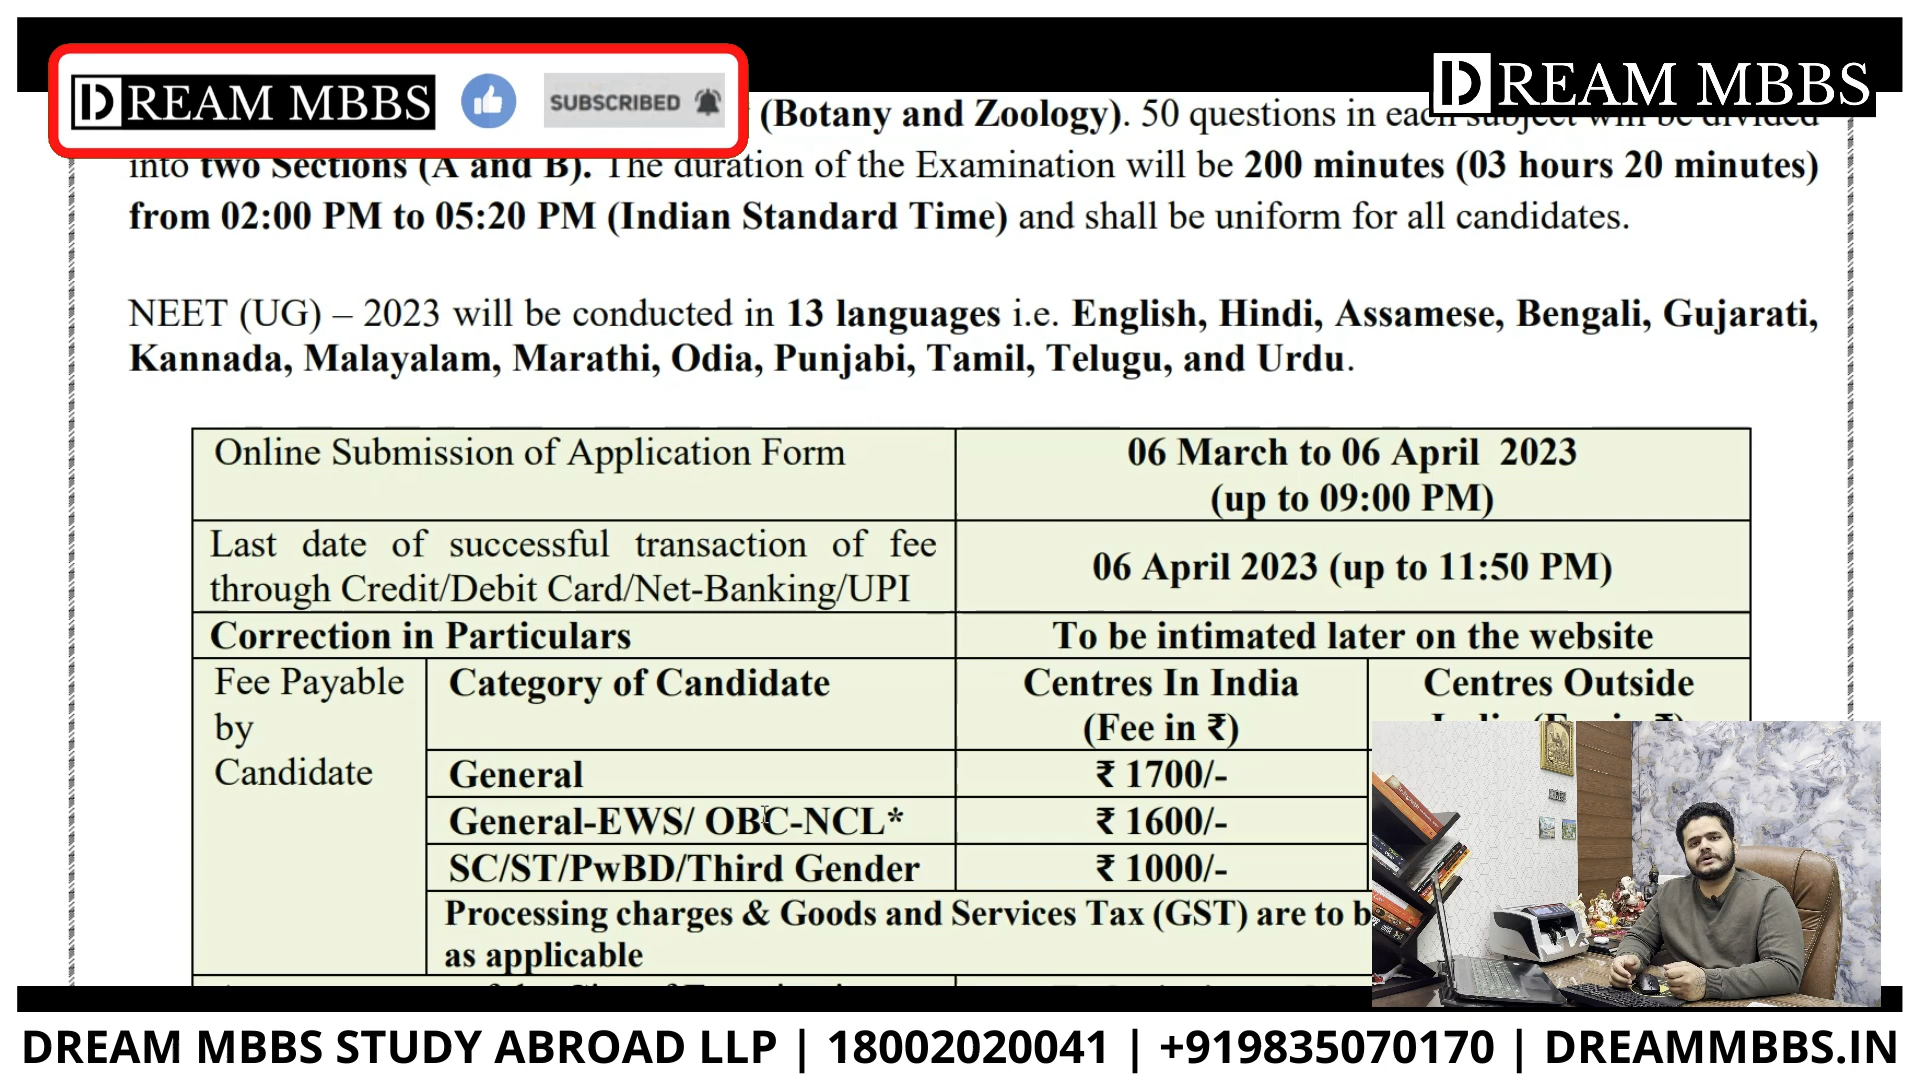 DREAM MBBS
SUBSCRIBED
DREAM MBBS
(Botany and Zoology). 50 questions in each subject will be divided
into two Sections (A and B). The duration of the Examination will be 200 minutes (03 hours 20 minutes)
from 02:00 PM to 05:20 PM (Indian Standard Time) and shall be uniform for all candidates.
NEET (UG) – 2023 will be conducted in 13 languages i.e. English, Hindi, Assamese, Bengali, Gujarati,
Kannada, Malayalam, Marathi, Odia, Punjabi, Tamil, Telugu, and Urdu.
Online Submission of Application Form
06 March to 06 April 2023
(up to 09:00 PM)
Last date of successful transaction of fee
through Credit/Debit Card/Net-Banking/UPI
06 April 2023 (up to 11:50 PM)
Correction in Particulars
To be intimated later on the website
Fee Payable
by
Candidate
Category of Candidate
Centres In India
(Fee in ₹)
Centres Outside
General
₹ 1700/-
General-EWS/ OBC-NCL*
₹ 1600/-
SC/ST/PwBD/Third Gender
₹ 1000/-
Processing charges & Goods and Services Tax (GST) are to b
as applicable
DREAM MBBS STUDY ABROAD LLP | 18002020041 | +919835070170 | DREAMMBBS.IN